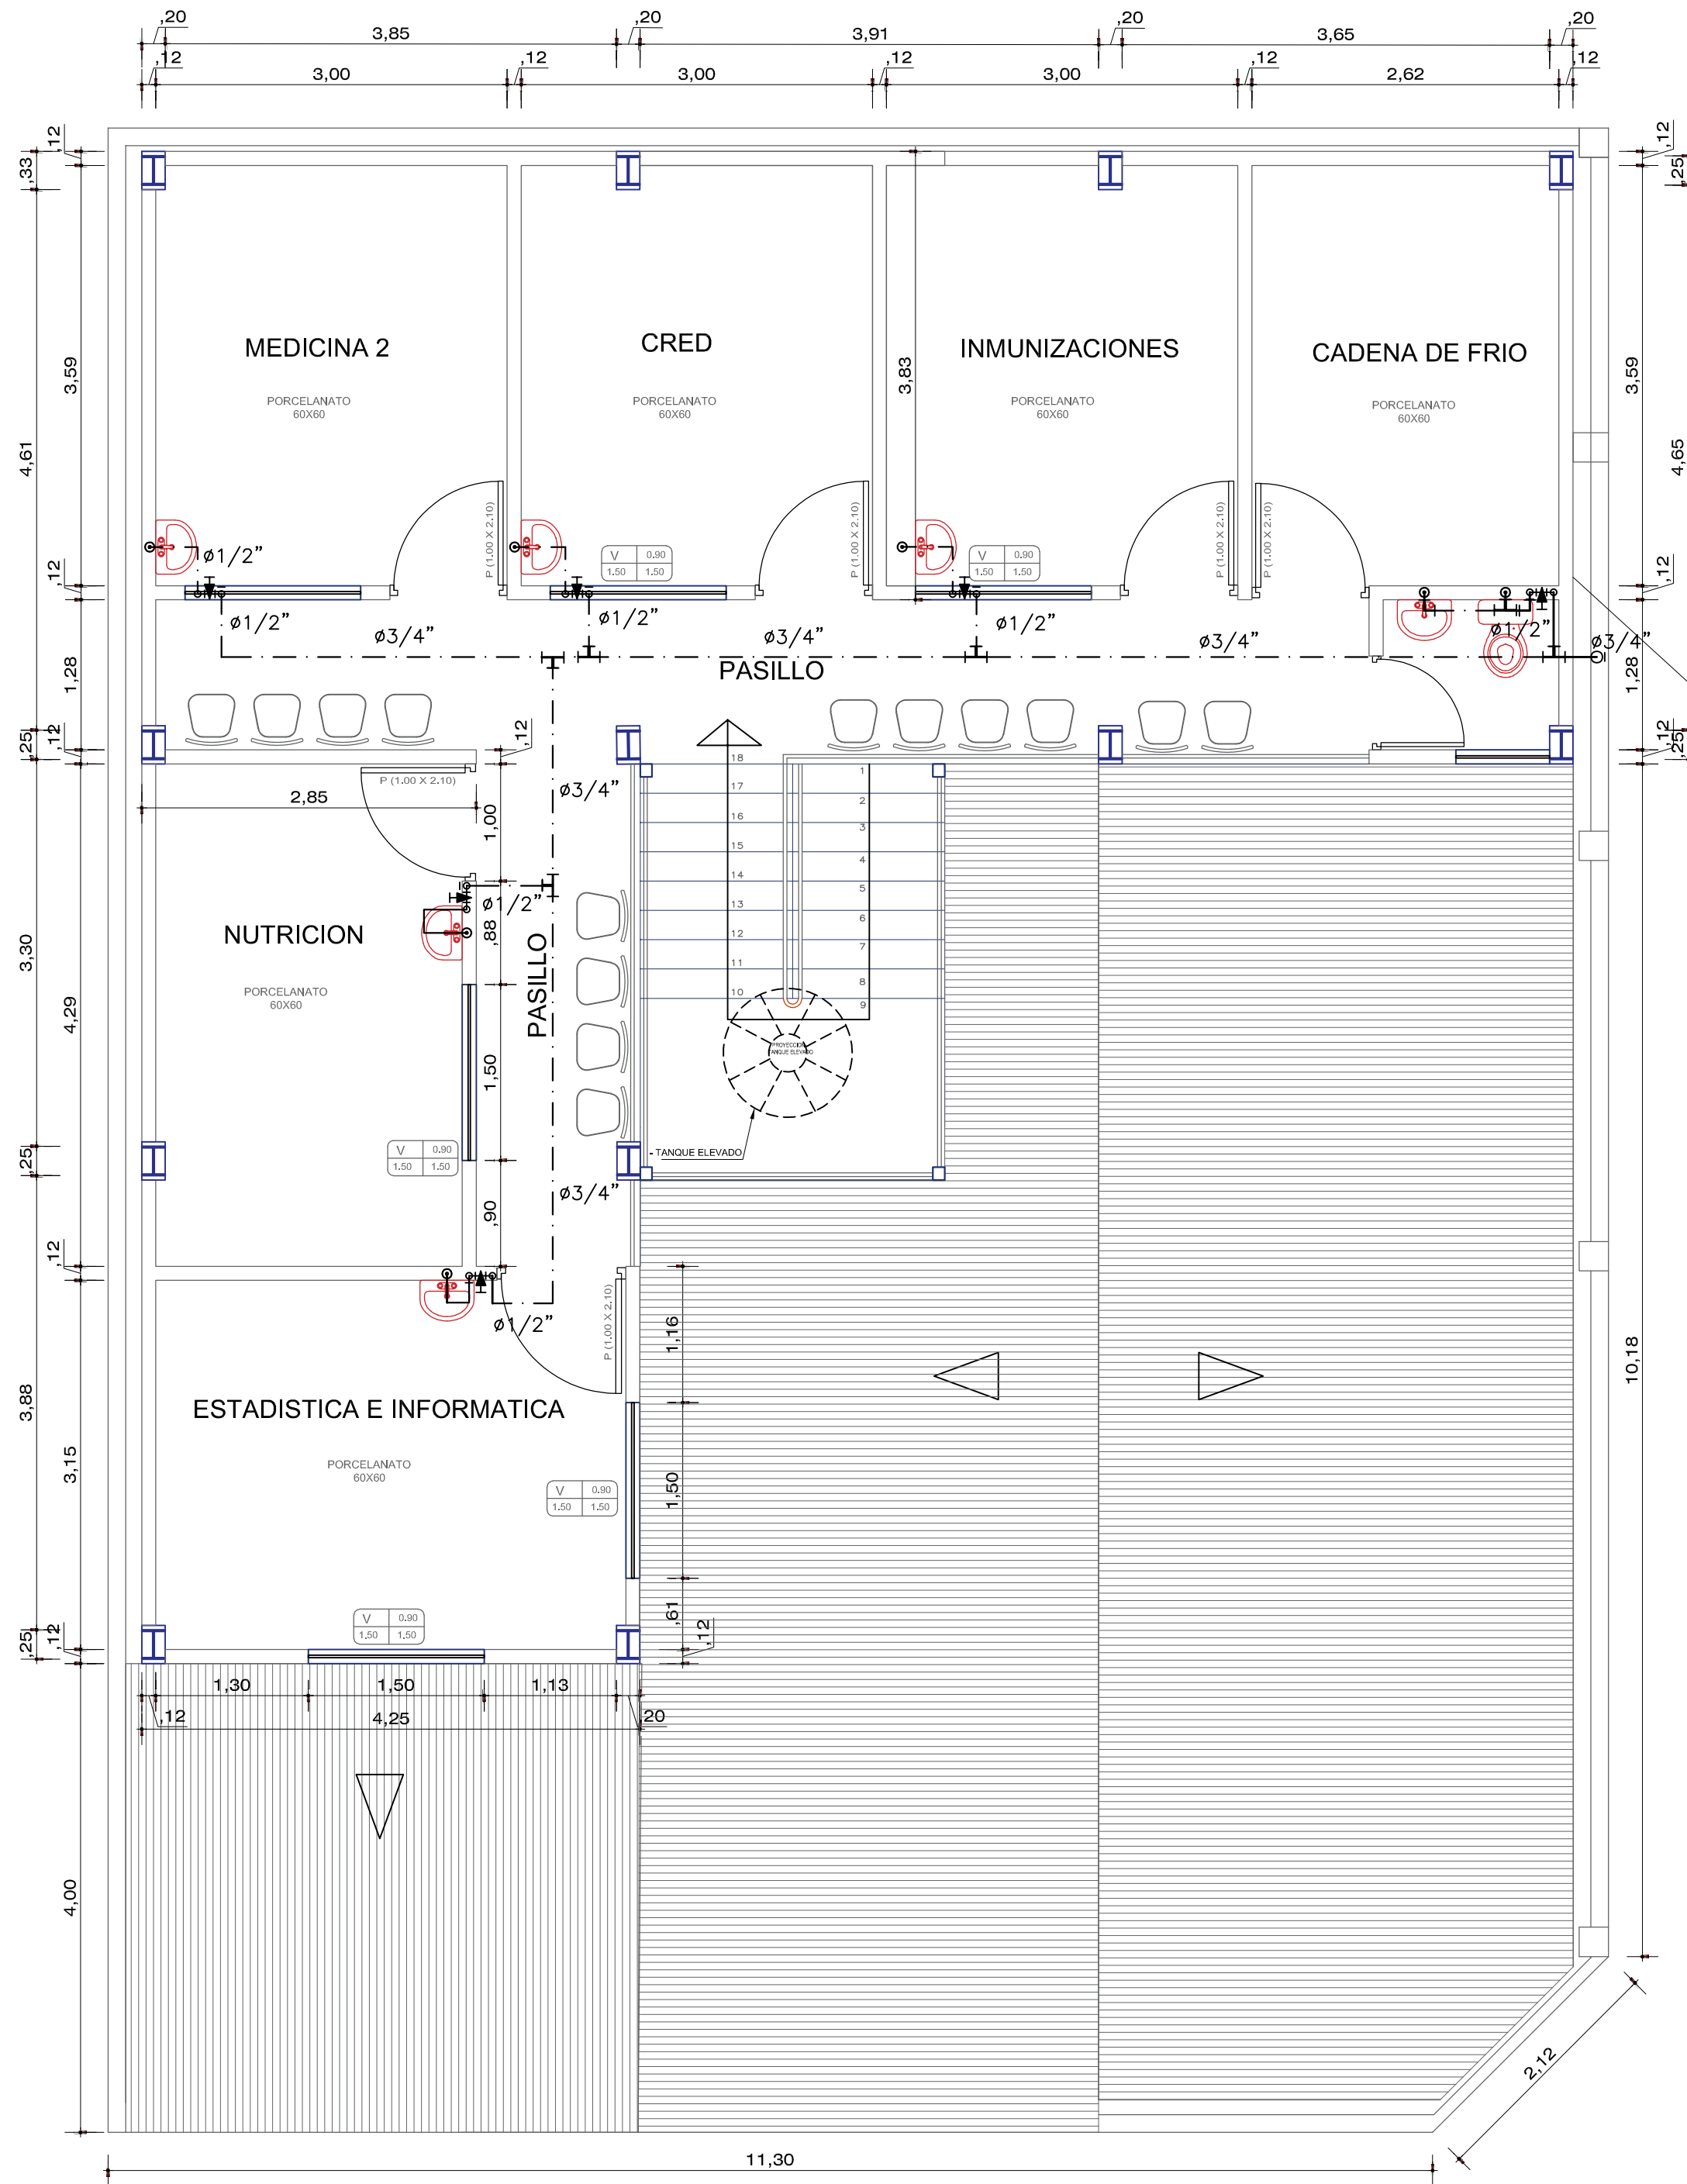 ,20
3,85
,20
3,91
,20
3,65
,20
,12
3,00
,12
3,00
,12
3,00
,12
2,62
,12
,12
,33
,12
,25
MEDICINA 2
CRED
INMUNIZACIONES
CADENA DE FRIO
3,59
3,83
3,59
PORCELANATO
60X60
PORCELANATO
60X60
PORCELANATO
60X60
PORCELANATO
60X60
4,61
4,65
P (1.00 X 2.10)
P (1.00 X 2.10)
P (1.00 X 2.10)
P (1.00 X 2.10)
ø1/2”
V 0.90
1.50 1.50
V 0.90
1.50 1.50
,12
,12
ø1/2”
ø3/4”
ø1/2”
ø3/4”
ø1/2”
ø3/4”
ø1/2”
ø3/4”
1,28
PASILLO
1,28
,25
,12
,12
,12
,25
P (1.00 X 2.10)
ø3/4”
2,85
1,00
18
17
16
15
14
13
12
11
10
1
2
3
4
5
6
7
8
9
ø1/2”
,88
NUTRICION
PASILLO
3,30
4,29
PORCELANATO
60X60
1,50
PROYECCION
TANQUE ELEVADO
V 0.90
1.50 1.50
- TANQUE ELEVADO
,25
ø3/4”
,90
,12
ø1/2”
P (1.00 X 2.10)
1,16
10,18
3,88
ESTADISTICA E INFORMATICA
3,15
PORCELANATO
60X60
V 0.90
1.50 1.50
1,50
V 0.90
1.50 1.50
,61
,12
,25
,12
1,30
1,50
1,13
,12
4,25
,20
4,00
2,12
11,30